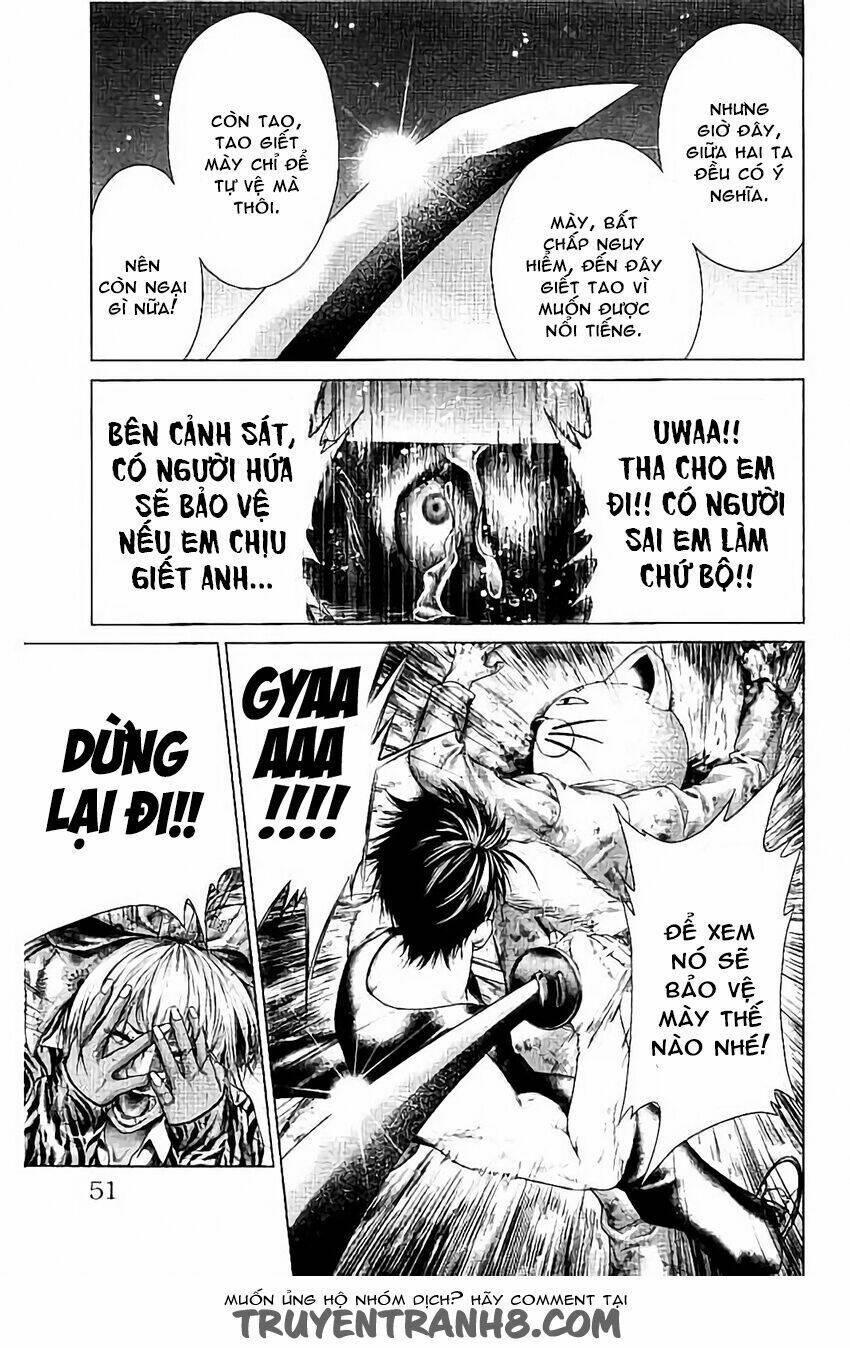 NHƯNG
GIỜ ĐÂY,
GIỮA HAI TA
ĐỀU CÓ Ý
NGHĨA.
MÀY, BẤT
CHẤP NGUY
HIỂM, ĐẾN ĐÂY
GIẾT TAO VÌ
MUỐN ĐƯỢC
NỔI TIẾNG.
CÒN TAO,
TAO GIẾT
MÀY CHỈ ĐỂ
TỰ VỆ MÀ
THÔI.
NÊN
CÒN NGẠI
GÌ NỮA!
UWAA!!
THA CHO EM
ĐI!! CÓ NGƯỜI
SAI EM LÀM
CHỨ BỘ!!
BÊN CẢNH SÁT,
CÓ NGƯỜI HỨA
SẼ BẢO VỆ
NẾU EM CHỊU
GIẾT ANH...
ĐỂ XEM
NÓ SẼ
BẢO VỆ
MÀY THẾ
NÀO NHÉ!
GYAA
AAA
!!!!
DỪNG
LẠI ĐI!!
51
MUỐN ỦNG HỘ NHÓM DỊCH? HÃY COMMENT TẠI
TRUYENTRANH8.COM